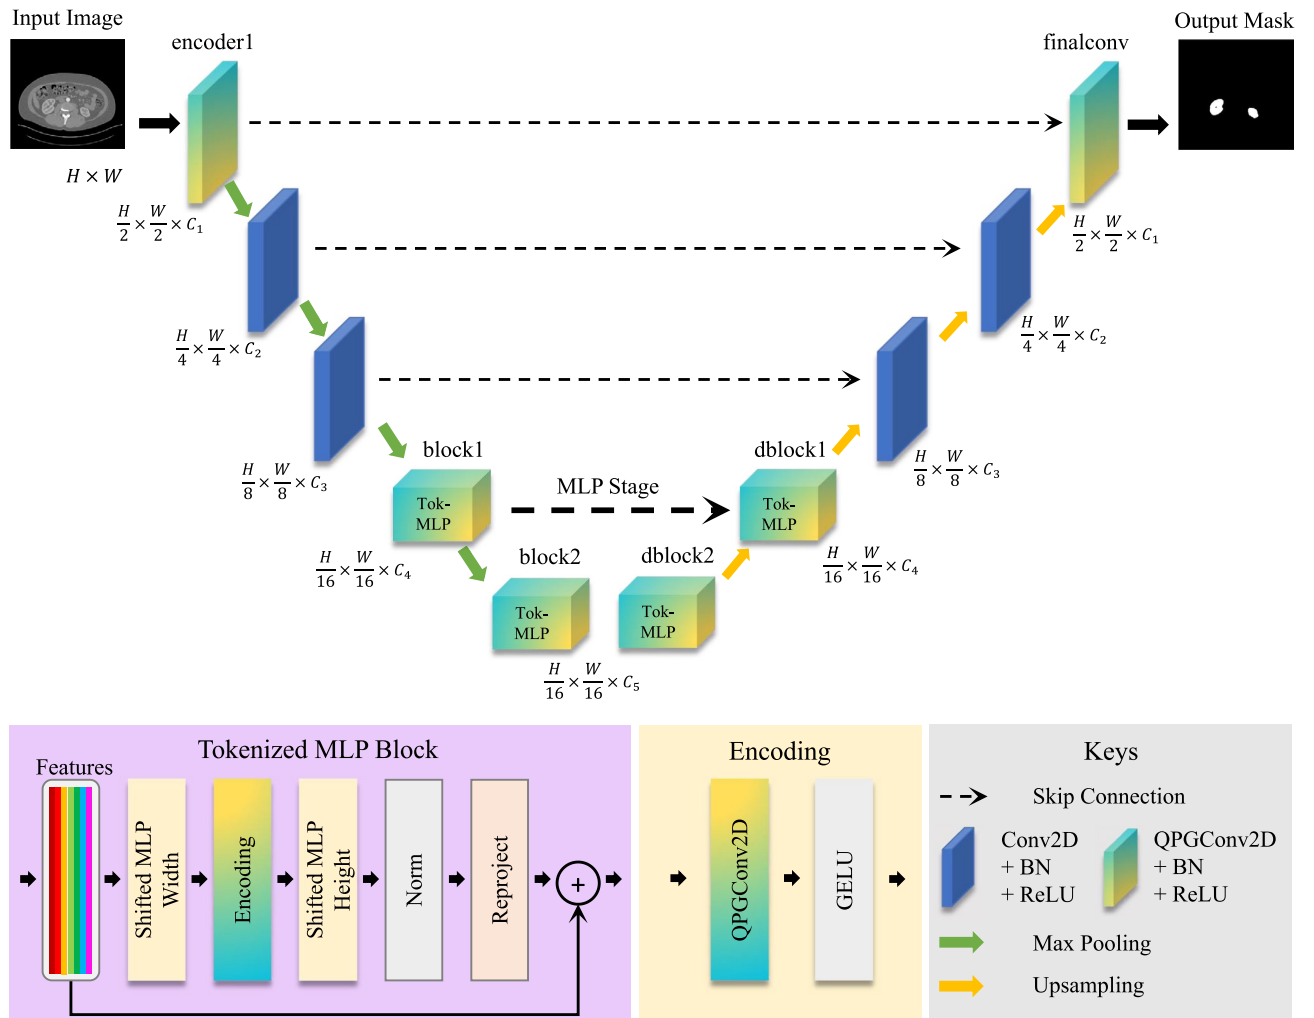 Input Image
encoder1
finalconv
Output Mask
H × W
H/2 × W/2 × C₁
H/2 × W/2 × C₁
H/4 × W/4 × C₂
H/4 × W/4 × C₂
H/8 × W/8 × C₃
H/8 × W/8 × C₃
block1
MLP Stage
dblock1
Tok-
MLP
Tok-
MLP
H/16 × W/16 × C₄
H/16 × W/16 × C₄
block2
dblock2
Tok-
MLP
Tok-
MLP
H/16 × W/16 × C₅
Tokenized MLP Block
Features
Shifted MLP
Width
Encoding
Shifted MLP
Height
Norm
Reproject
+
Encoding
QPGConv2D
GELU
Keys
Skip Connection
Conv2D
+ BN
+ ReLU
QPGConv2D
+ BN
+ ReLU
Max Pooling
Upsampling